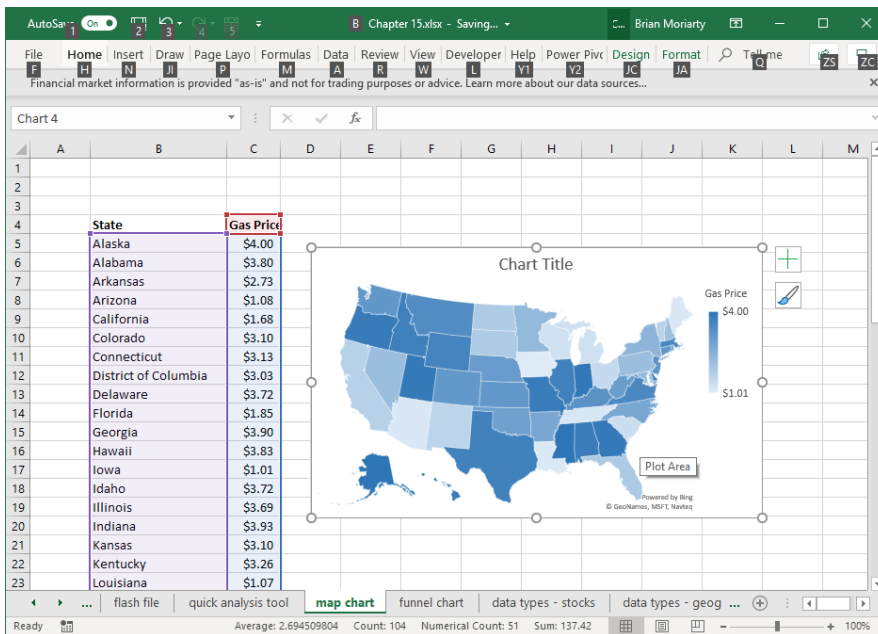 AutoSave On B Chapter 15.xlsx - Saving... C... Brian Moriarty
1 2 3 4 5
File Home Insert Draw Page Layo Formulas Data Review View Developer Help Power Pivc Design Format Tell me
F H N JI P M A R W L Y1 Y2 JC JA Q ZS ZC
Financial market information is provided "as-is" and not for trading purposes or advice. Learn more about our data sources...
Chart 4 fx
A B C D E F G H I J K L M
1
2
3
4 State Gas Price
5 Alaska $4.00
6 Alabama $3.80
7 Arkansas $2.73
8 Arizona $1.08
9 California $1.68
10 Colorado $3.10
11 Connecticut $3.13
12 District of Columbia $3.03
13 Delaware $3.72
14 Florida $1.85
15 Georgia $3.90
16 Hawaii $3.83
17 Iowa $1.01
18 Idaho $3.72
19 Illinois $3.69
20 Indiana $3.93
21 Kansas $3.10
22 Kentucky $3.26
23 Louisiana $1.07
Chart Title
Gas Price
$4.00
$1.01
Plot Area
Powered by Bing
© GeoNames, MSFT, Navteq
... flash file quick analysis tool map chart funnel chart data types - stocks data types - geog ...
Ready Average: 2.694509804 Count: 104 Numerical Count: 51 Sum: 137.42 100%